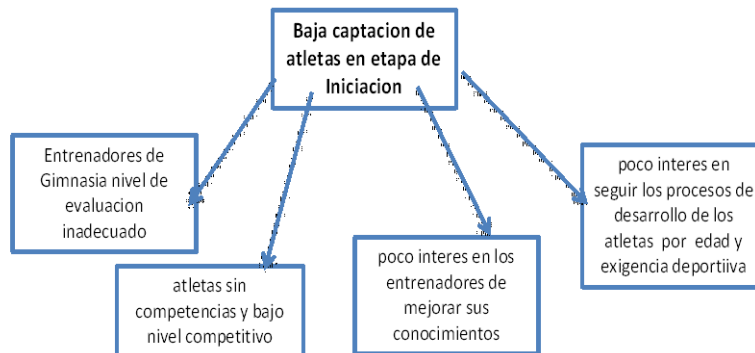 Baja captacion de
atletas en etapa de
Iniciacion
Entrenadores de
Gimnasia nivel de
evaluacion
inadecuado
atletas sin
competencias y bajo
nivel competitivo
poco interes en los
entrenadores de
mejorar sus
conocimientos
poco interes en
seguir los procesos de
desarrollo de los
atletas por edad y
exigencia deportiiva